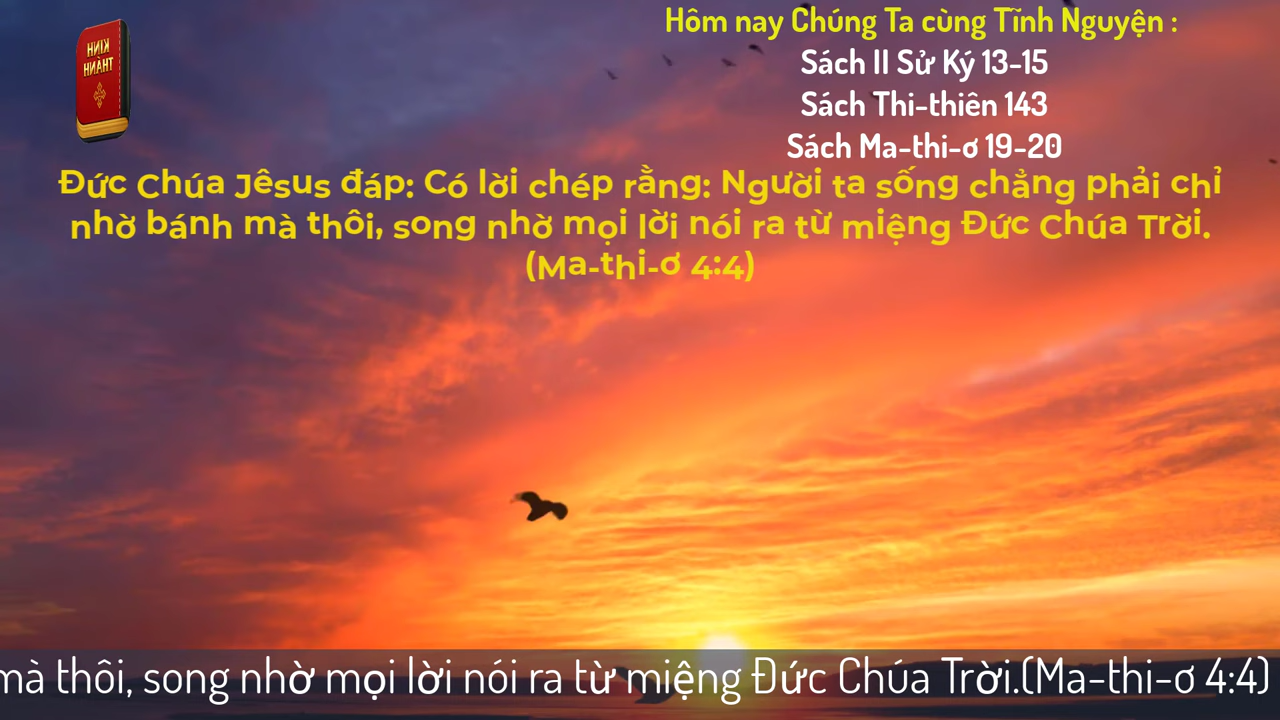 KINH
THÁNH
Hôm nay Chúng Ta cùng Tĩnh Nguyện :
Sách II Sử Ký 13-15
Sách Thi-thiên 143
Sách Ma-thi-ơ 19-20
Đức Chúa Jêsus đáp: Có lời chép rằng: Người ta sống chẳng phải chỉ
nhờ bánh mà thôi, song nhờ mọi lời nói ra từ miệng Đức Chúa Trời.
(Ma-thi-ơ 4:4)
mà thôi, song nhờ mọi lời nói ra từ miệng Đức Chúa Trời.(Ma-thi-ơ 4:4)